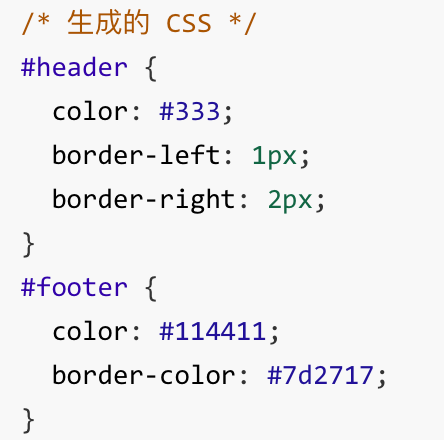 /* 生成的 CSS */
#header {
  color: #333;
  border-left: 1px;
  border-right: 2px;
}
#footer {
  color: #114411;
  border-color: #7d2717;
}